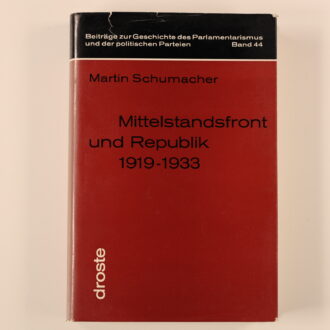 Beiträge zur Geschichte des Parlamentarismus
und der politischen Parteien Band 44
Martin Schumacher
Mittelstandsfront
und Republik
1919-1933
droste